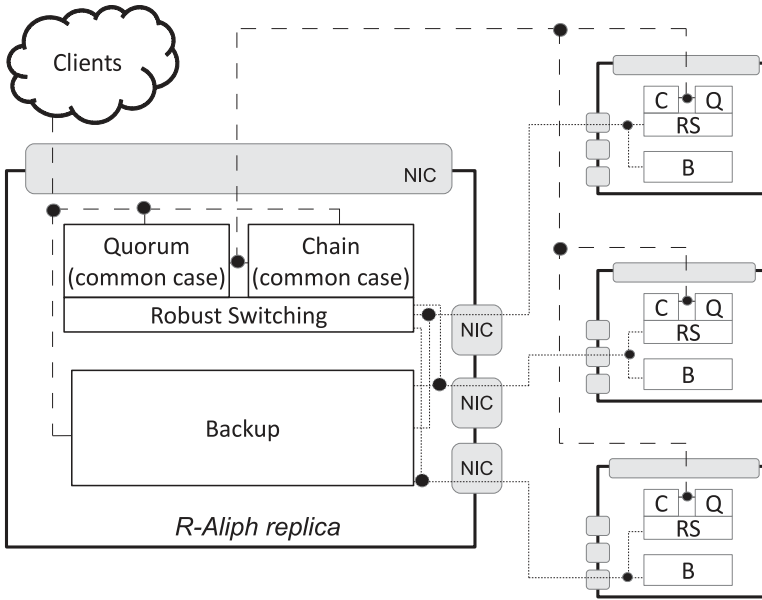 Clients
NIC
Quorum
(common case)
Chain
(common case)
Robust Switching
NIC
NIC
Backup
NIC
R-Aliph replica
C Q
RS
B
C Q
RS
B
C Q
RS
B